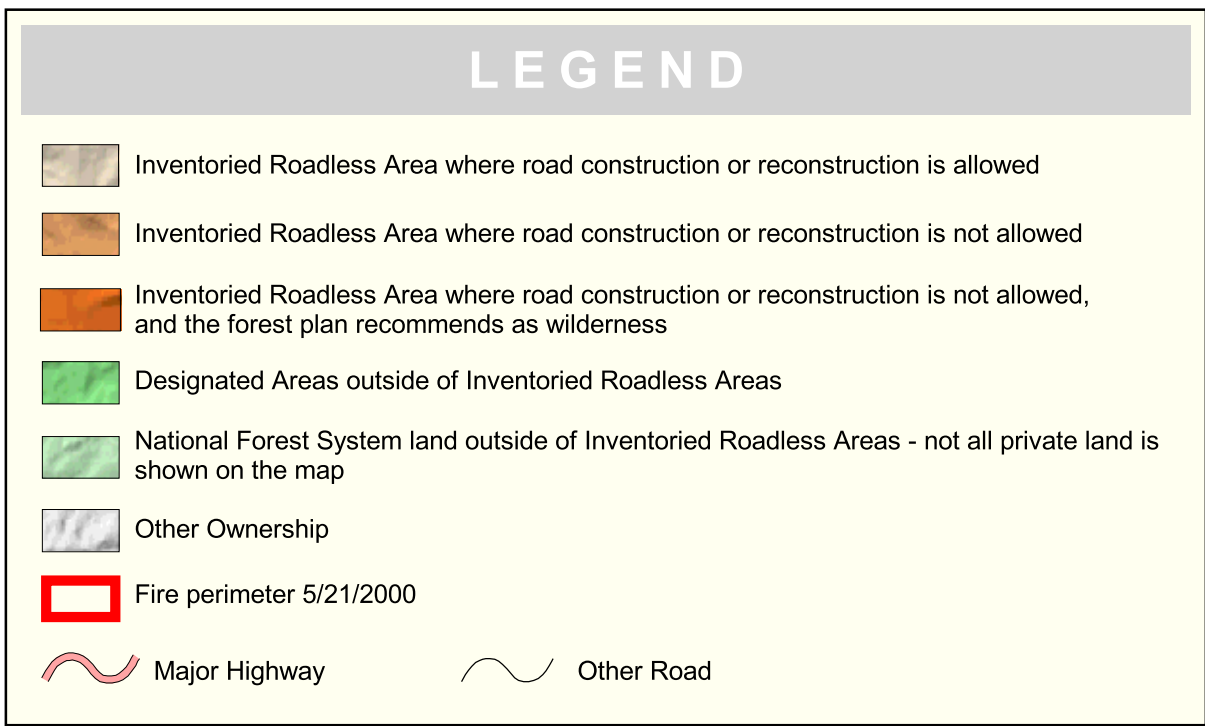 LEGEND
Inventoried Roadless Area where road construction or reconstruction is allowed
Inventoried Roadless Area where road construction or reconstruction is not allowed
Inventoried Roadless Area where road construction or reconstruction is not allowed,
and the forest plan recommends as wilderness
Designated Areas outside of Inventoried Roadless Areas
National Forest System land outside of Inventoried Roadless Areas - not all private land is
shown on the map
Other Ownership
Fire perimeter 5/21/2000
Major Highway Other Road